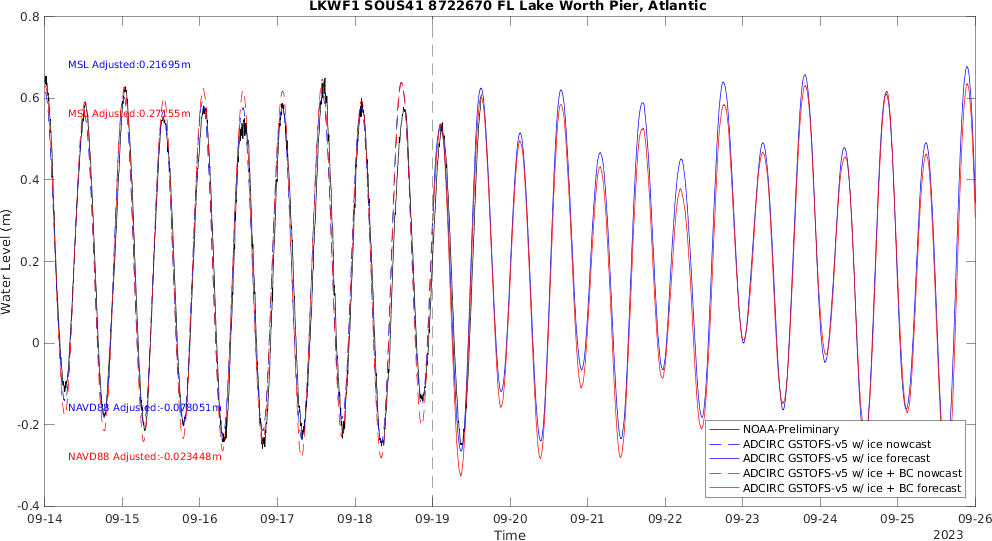 LKWF1 SOUS41 8722670 FL Lake Worth Pier, Atlantic
0.8
0.6
0.4
0.2
0
-0.2
-0.4
Water Level (m)
MSL Adjusted:0.21695m
MSL Adjusted:0.27155m
NAVD88 Adjusted:-0.078051m
NAVD88 Adjusted:-0.023448m
NOAA-Preliminary
ADCIRC GSTOFS-v5 w/ ice nowcast
ADCIRC GSTOFS-v5 w/ ice forecast
ADCIRC GSTOFS-v5 w/ ice + BC nowcast
ADCIRC GSTOFS-v5 w/ ice + BC forecast
09-14 09-15 09-16 09-17 09-18 09-19 09-20 09-21 09-22 09-23 09-24 09-25 09-26
Time
2023